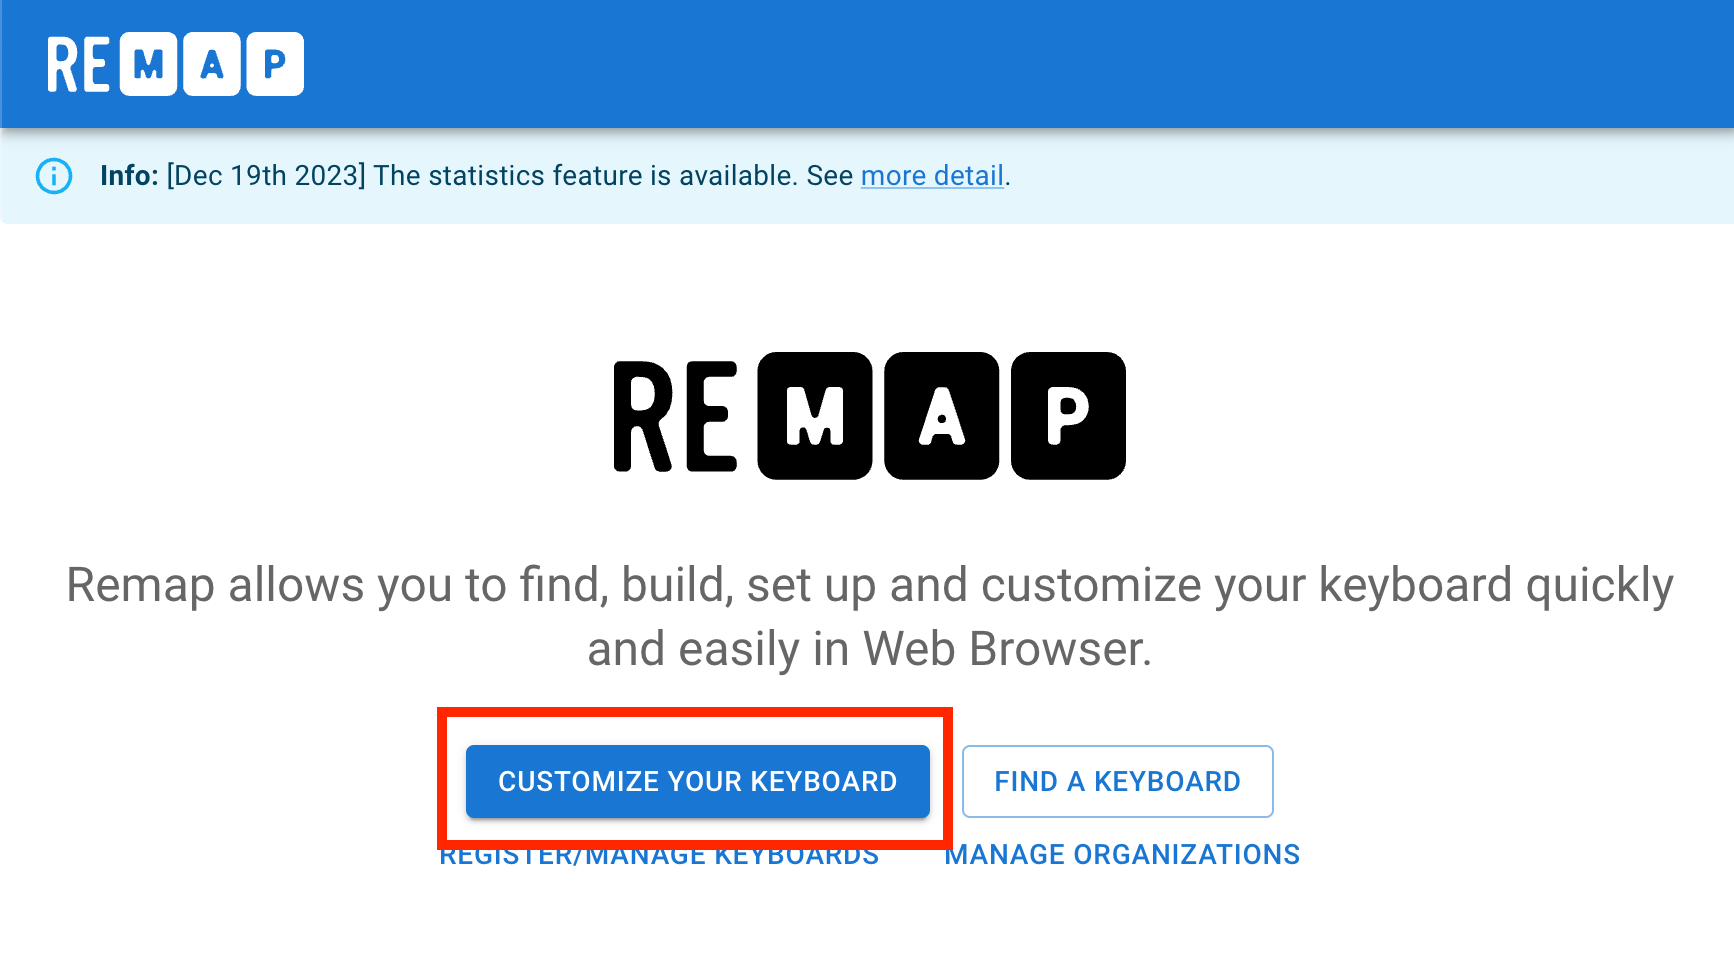 REMAP
Info: [Dec 19th 2023] The statistics feature is available. See more detail.
REMAP
Remap allows you to find, build, set up and customize your keyboard quickly
and easily in Web Browser.
CUSTOMIZE YOUR KEYBOARD FIND A KEYBOARD
REGISTER/MANAGE KEYBOARDS MANAGE ORGANIZATIONS